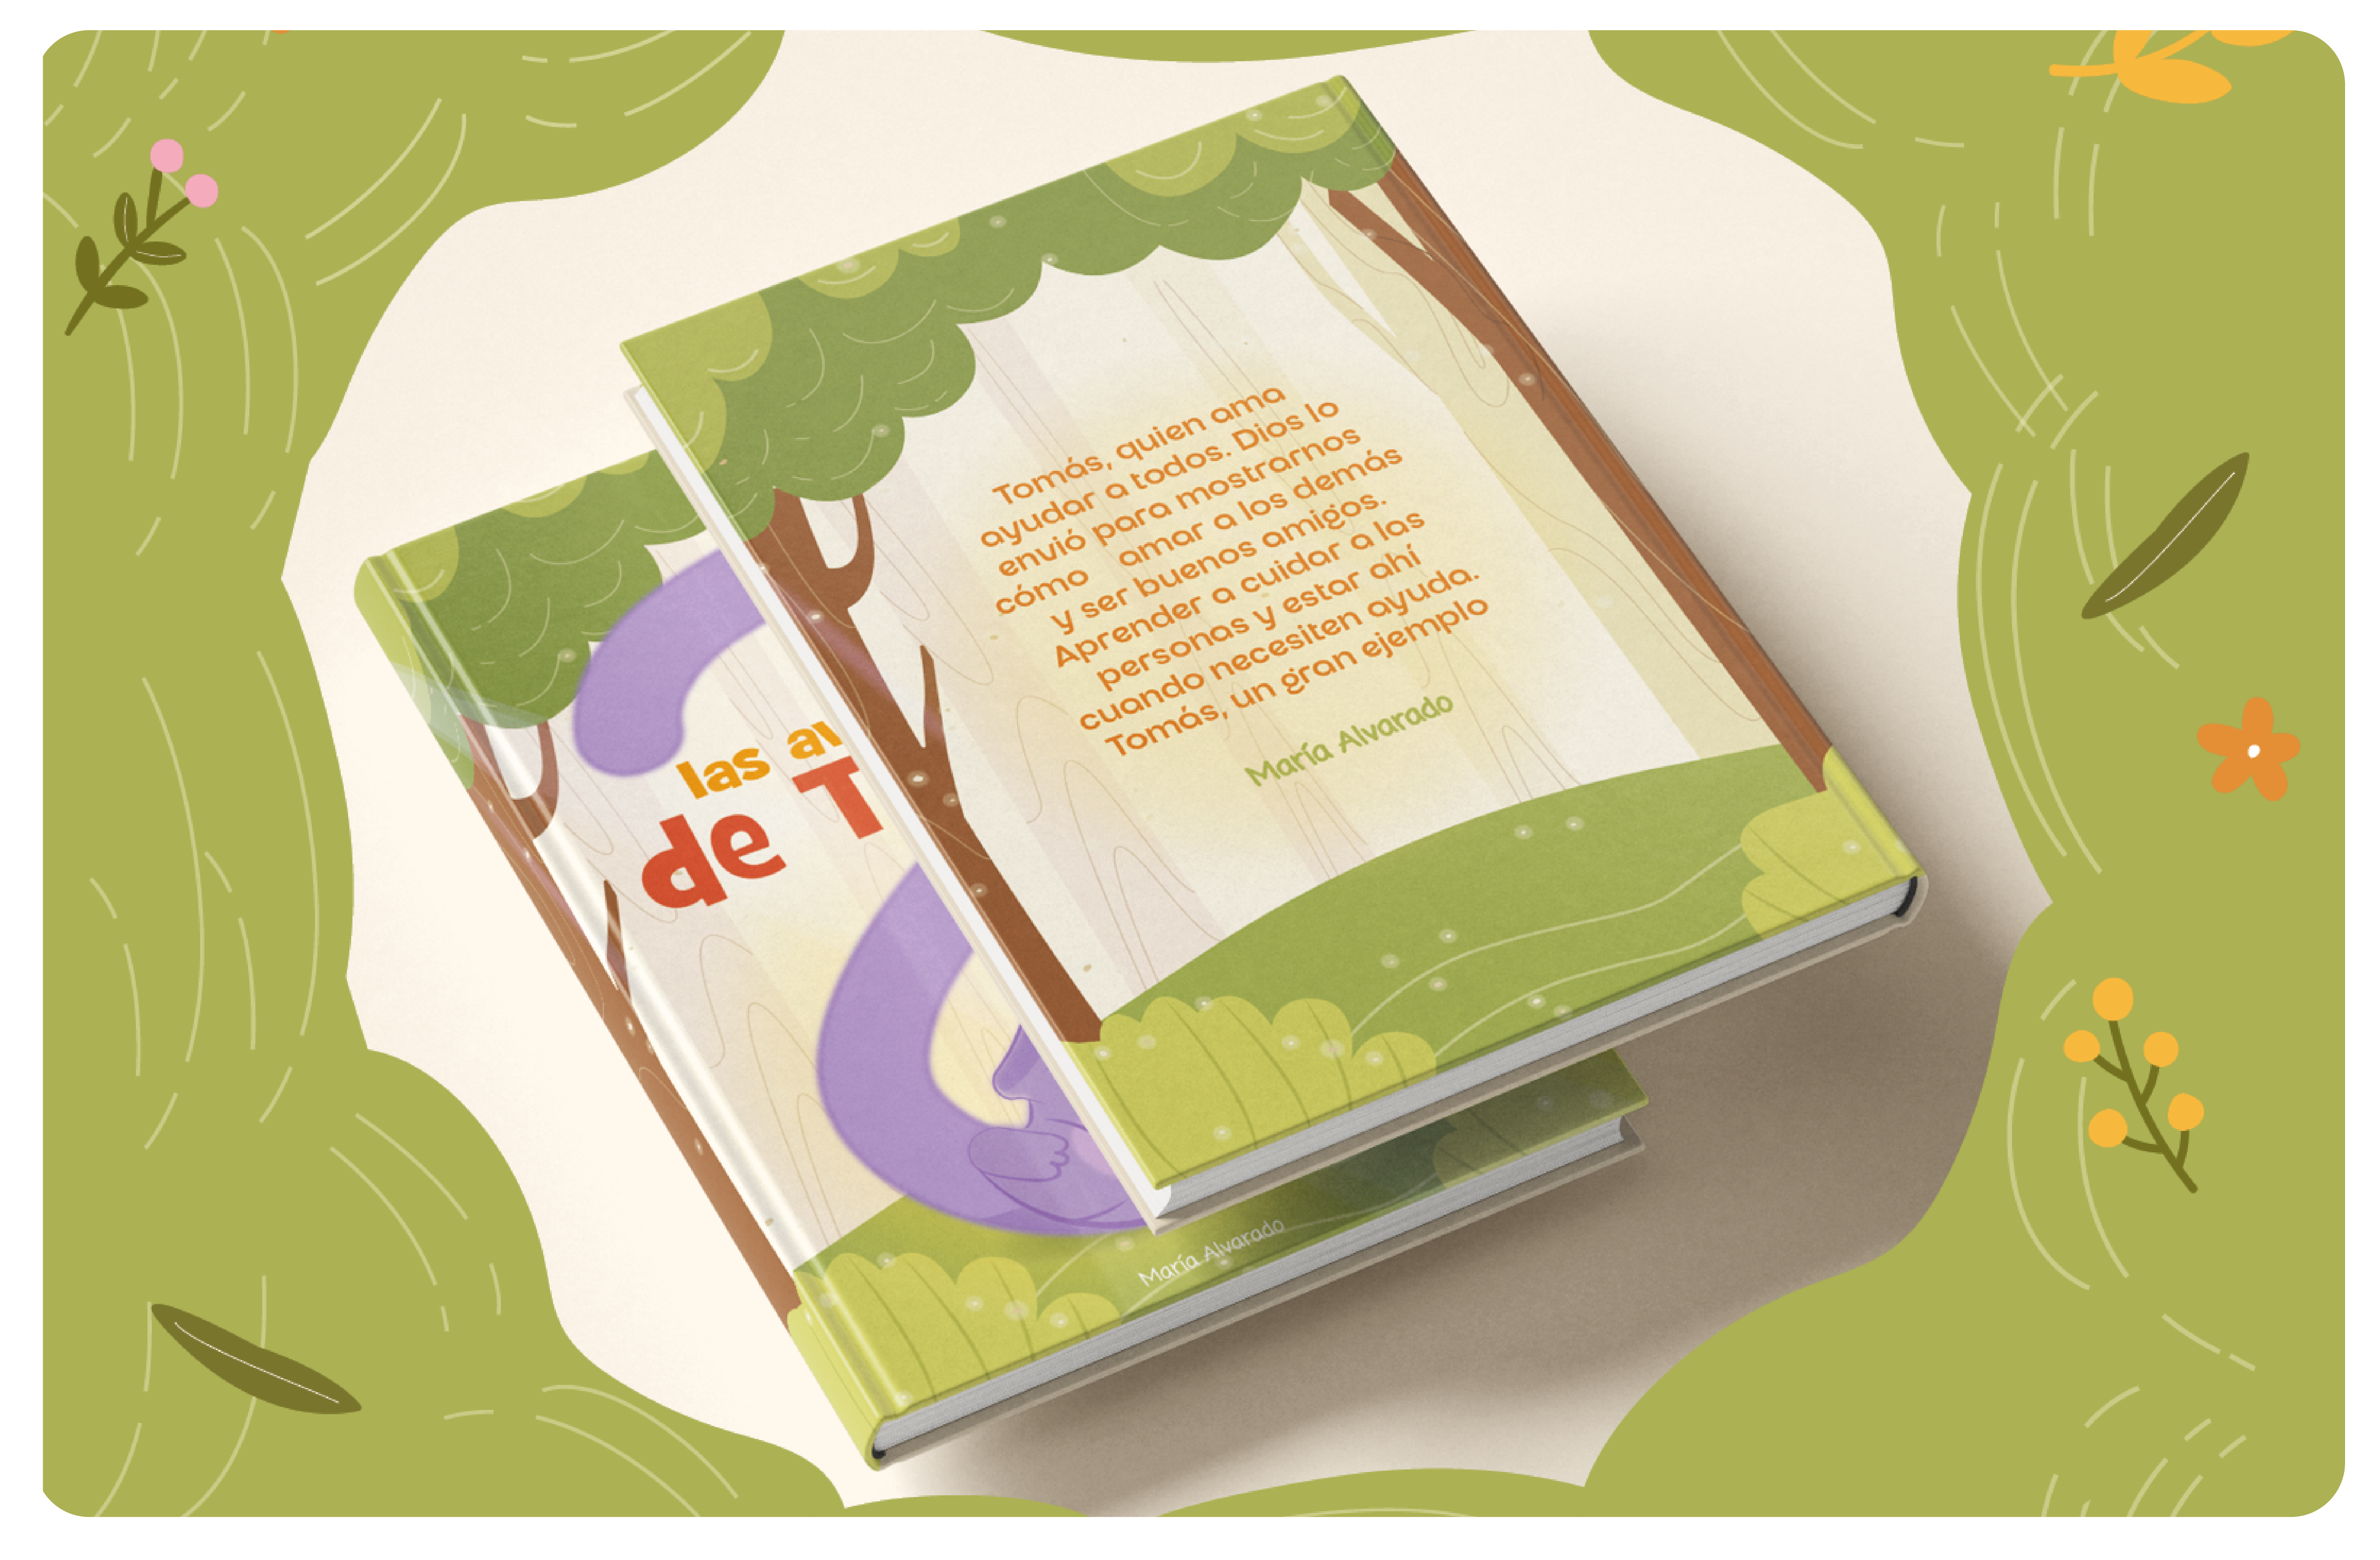 Tomás, quien ama
ayudar a todos. Dios lo
envió para mostrarnos
cómo amar a los demás
y ser buenos amigos.
Aprender a cuidar a las
personas y estar ahí
cuando necesiten ayuda.
Tomás, un gran ejemplo
María Alvarado
las av
de T
María Alvarado